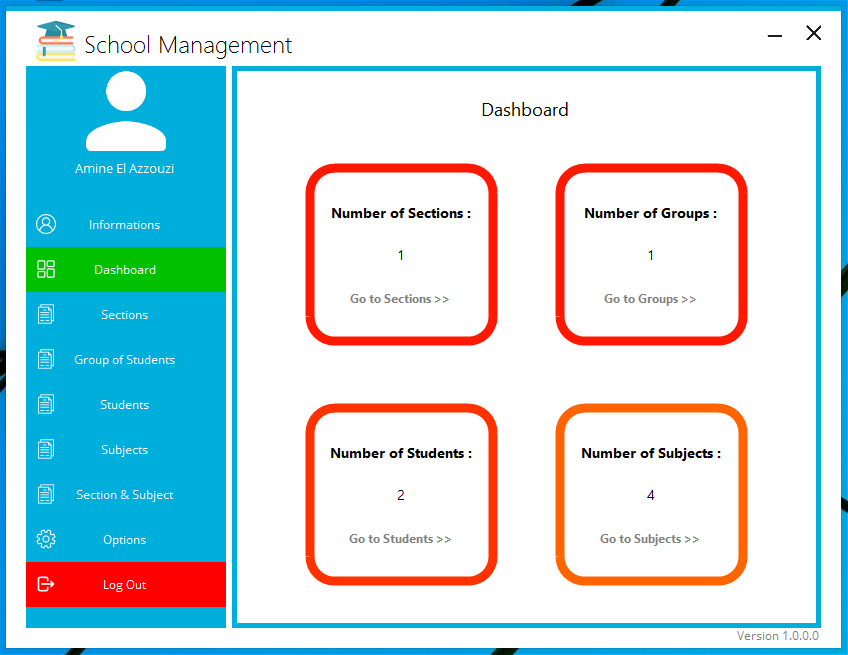 School Management
Amine El Azzouzi
Informations
Dashboard
Sections
Group of Students
Students
Subjects
Section & Subject
Options
Log Out
Dashboard
Number of Sections :
1
Go to Sections >>
Number of Groups :
1
Go to Groups >>
Number of Students :
2
Go to Students >>
Number of Subjects :
4
Go to Subjects >>
Version 1.0.0.0